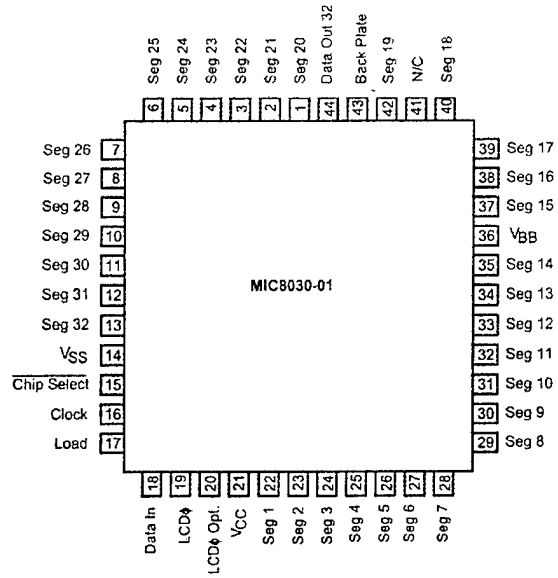 Seg 25
Seg 24
Seg 23
Seg 22
Seg 21
Seg 20
Data Out 32
Back Plate
Seg 19
N/C
Seg 18
6
5
4
3
2
1
44
43
42
41
40
Seg 26 7
Seg 27 8
Seg 28 9
Seg 29 10
Seg 30 11
Seg 31 12
Seg 32 13
VSS 14
Chip Select 15
Clock 16
Load 17
MIC8030-01
39 Seg 17
38 Seg 16
37 Seg 15
36 VBB
35 Seg 14
34 Seg 13
33 Seg 12
32 Seg 11
31 Seg 10
30 Seg 9
29 Seg 8
18
19
20
21
22
23
24
25
26
27
28
Data In
LCDϕ
LCDϕ Opt.
VCC
Seg 1
Seg 2
Seg 3
Seg 4
Seg 5
Seg 6
Seg 7